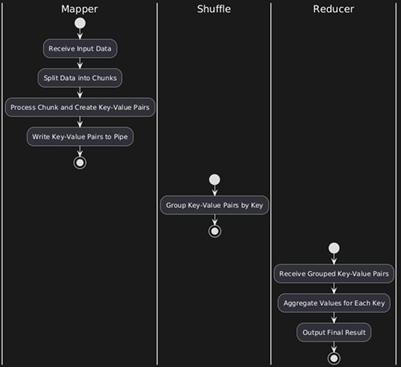 Mapper
Shuffle
Reducer
Receive Input Data
Split Data into Chunks
Process Chunk and Create Key-Value Pairs
Write Key-Value Pairs to Pipe
Group Key-Value Pairs by Key
Receive Grouped Key-Value Pairs
Aggregate Values for Each Key
Output Final Result